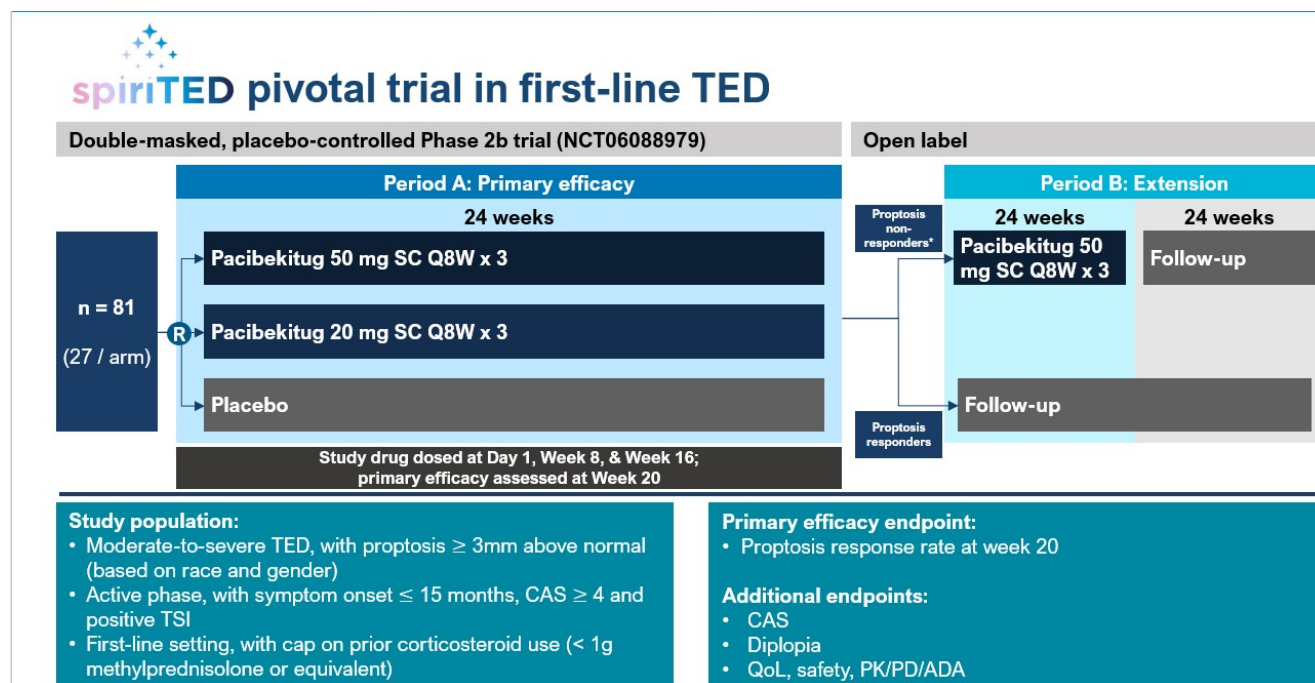 spiriTED pivotal trial in first-line TED
Double-masked, placebo-controlled Phase 2b trial (NCT06088979)
Open label
Period A: Primary efficacy
24 weeks
n = 81
(27 / arm)
R
Pacibekitug 50 mg SC Q8W x 3
Pacibekitug 20 mg SC Q8W x 3
Placebo
Study drug dosed at Day 1, Week 8, & Week 16;
primary efficacy assessed at Week 20
Proptosis
non-
responders*
Proptosis
responders
Period B: Extension
24 weeks
24 weeks
Pacibekitug 50
mg SC Q8W x 3
Follow-up
Follow-up
Study population:
• Moderate-to-severe TED, with proptosis ≥ 3mm above normal
(based on race and gender)
• Active phase, with symptom onset ≤ 15 months, CAS ≥ 4 and
positive TSI
• First-line setting, with cap on prior corticosteroid use (< 1g
methylprednisolone or equivalent)
Primary efficacy endpoint:
• Proptosis response rate at week 20
Additional endpoints:
• CAS
• Diplopia
• QoL, safety, PK/PD/ADA